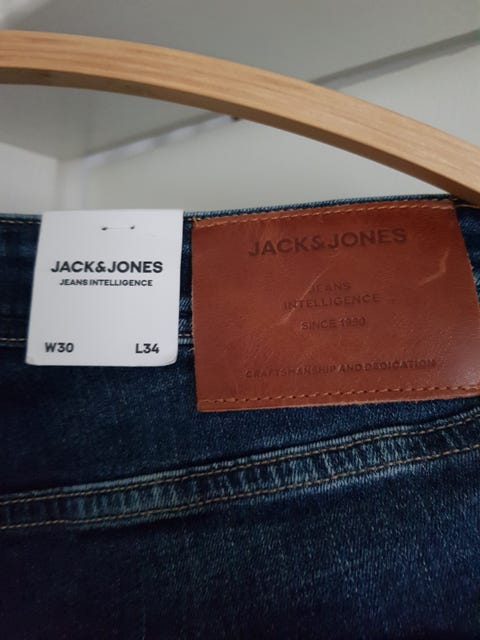 JACK&JONES
JEANS INTELLIGENCE
W30 L34
JACK&JONES
JEANS
INTELLIGENCE
SINCE 1990
CRAFTSMANSHIP AND DEDICATION